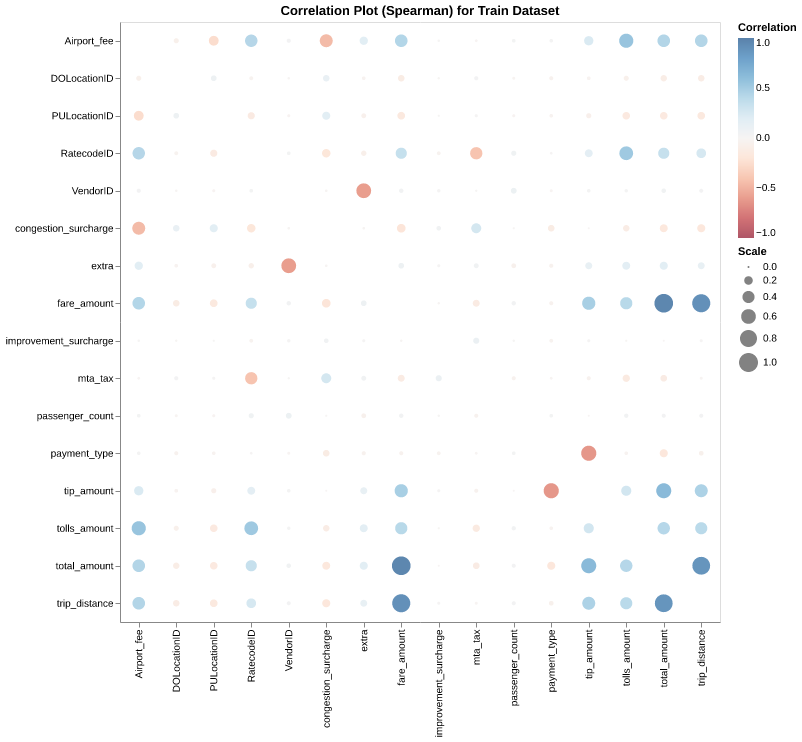 Correlation Plot (Spearman) for Train Dataset
Airport_fee
DOLocationID
PULocationID
RatecodeID
VendorID
congestion_surcharge
extra
fare_amount
improvement_surcharge
mta_tax
passenger_count
payment_type
tip_amount
tolls_amount
total_amount
trip_distance
Airport_fee
DOLocationID
PULocationID
RatecodeID
VendorID
congestion_surcharge
extra
fare_amount
improvement_surcharge
mta_tax
passenger_count
payment_type
tip_amount
tolls_amount
total_amount
trip_distance
Correlation
1.0
0.5
0.0
−0.5
−1.0
Scale
0.0
0.2
0.4
0.6
0.8
1.0